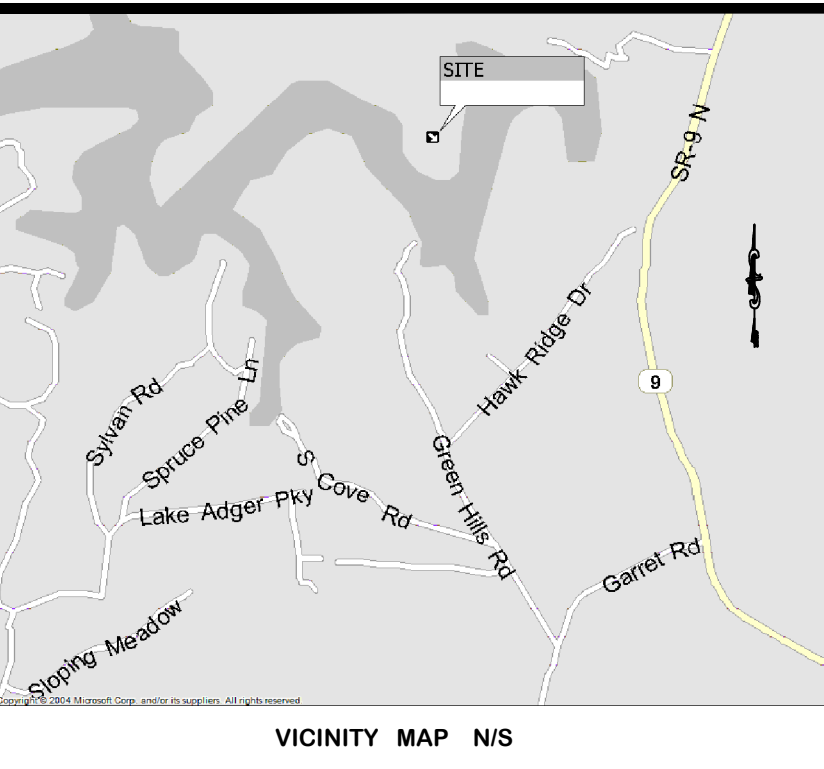 SITE
SR-9 N
Hawk Ridge Dr
9
Sylvan Rd
Spruce Pine Ln
Green Hills Rd
S Cove Rd
Lake Adger Pky
Garret Rd
Sloping Meadow
Copyright © 2004 Microsoft Corp. and/or its suppliers. All rights reserved.
VICINITY MAP N/S